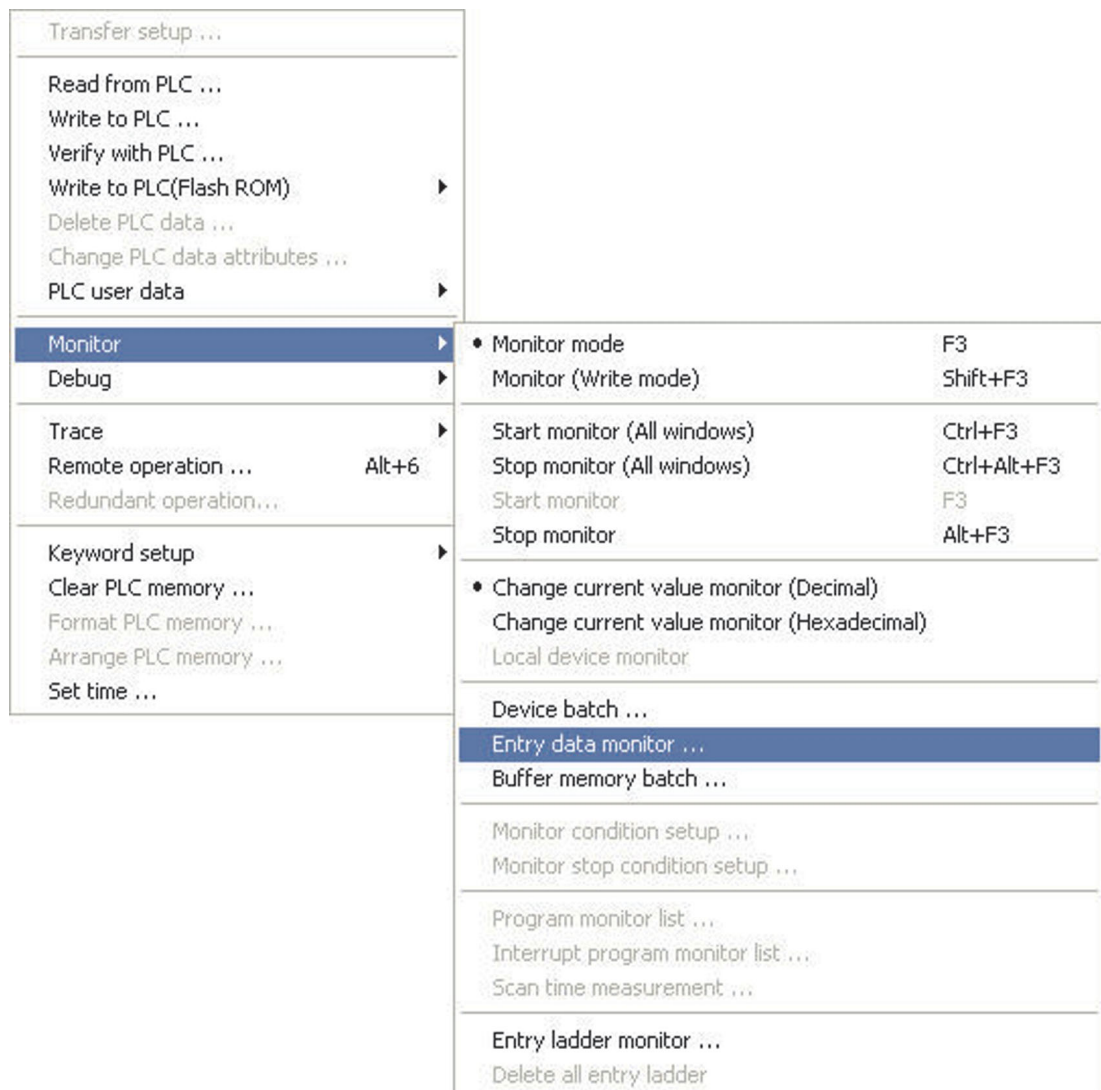 Transfer setup ...
Read from PLC ...
Write to PLC ...
Verify with PLC ...
Write to PLC(Flash ROM)
Delete PLC data ...
Change PLC data attributes ...
PLC user data
Monitor
Debug
Trace
Remote operation ... Alt+6
Redundant operation...
Keyword setup
Clear PLC memory ...
Format PLC memory ...
Arrange PLC memory ...
Set time ...
• Monitor mode F3
Monitor (Write mode) Shift+F3
Start monitor (All windows) Ctrl+F3
Stop monitor (All windows) Ctrl+Alt+F3
Start monitor F3
Stop monitor Alt+F3
• Change current value monitor (Decimal)
Change current value monitor (Hexadecimal)
Local device monitor
Device batch ...
Entry data monitor ...
Buffer memory batch ...
Monitor condition setup ...
Monitor stop condition setup ...
Program monitor list ...
Interrupt program monitor list ...
Scan time measurement ...
Entry ladder monitor ...
Delete all entry ladder